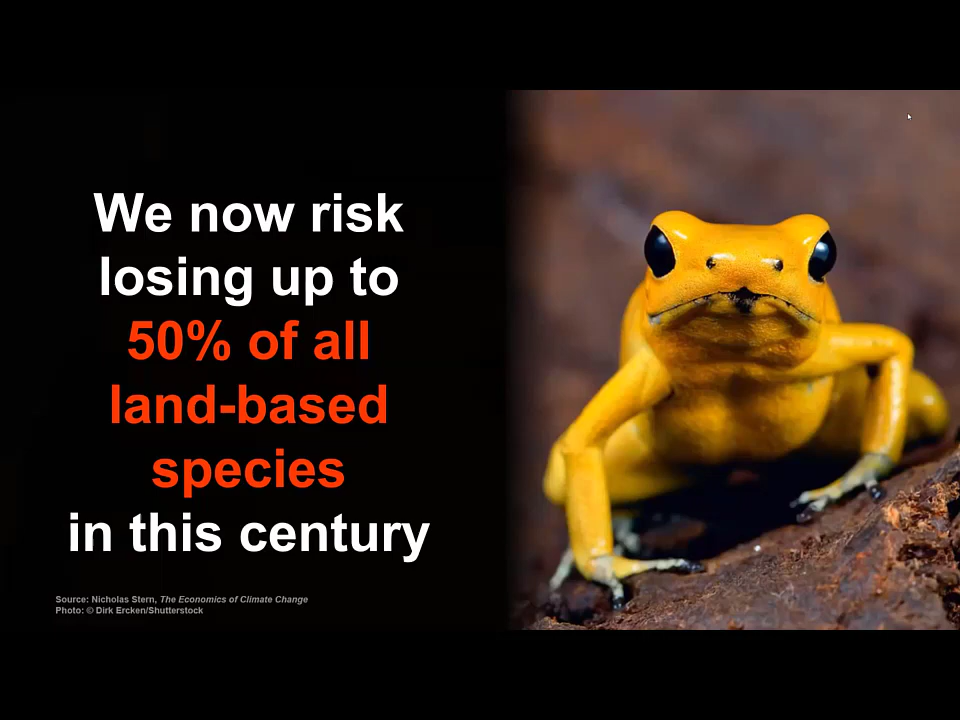 We now risk
losing up to
50% of all
land-based
species
in this century
Source: Nicholas Stern, The Economics of Climate Change
Photo: © Dirk Ercken/Shutterstock